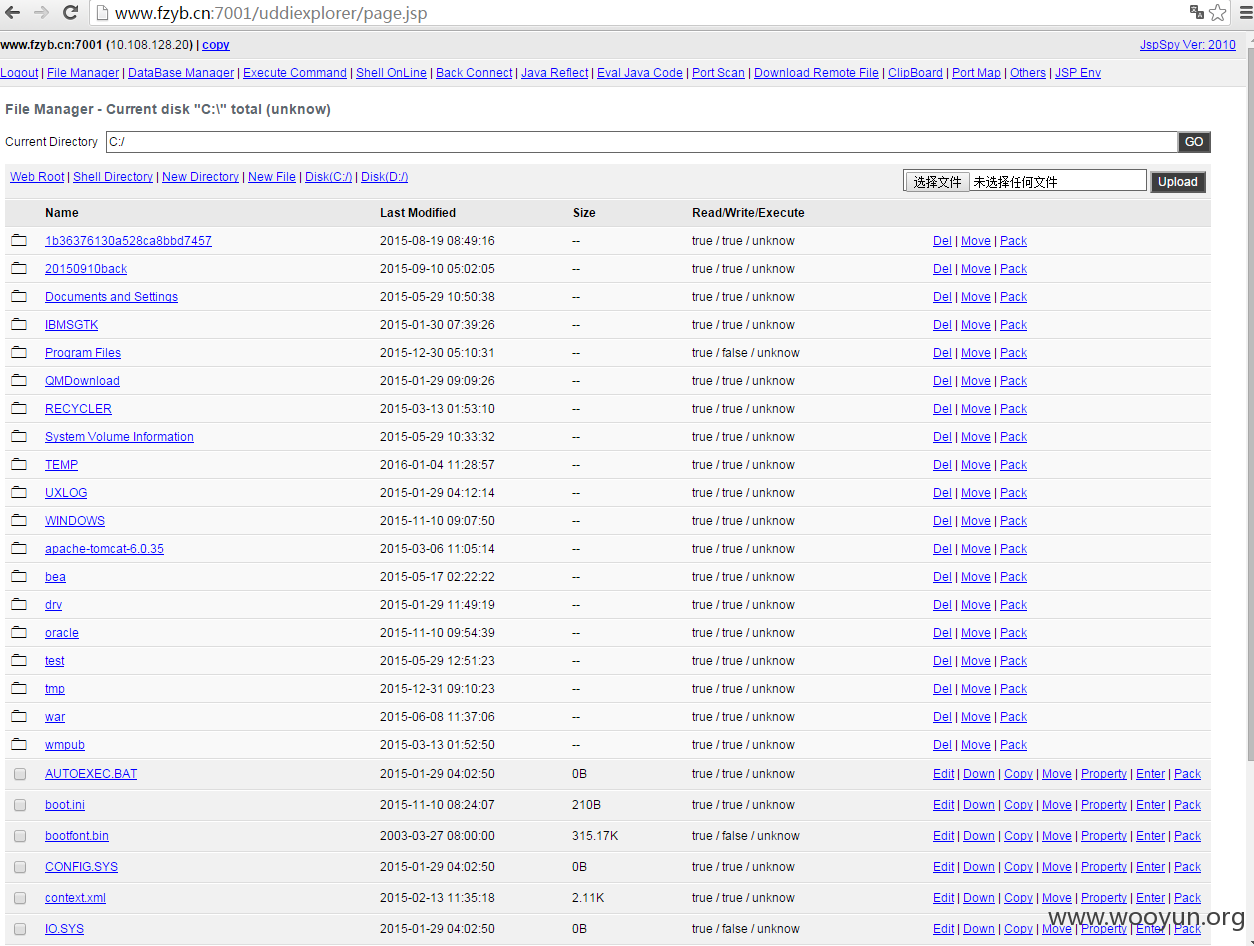 www.fzyb.cn:7001/uddiexplorer/page.jsp
www.fzyb.cn:7001 (10.108.128.20) | copy JspSpy Ver: 2010
Logout | File Manager | DataBase Manager | Execute Command | Shell OnLine | Back Connect | Java Reflect | Eval Java Code | Port Scan | Download Remote File | ClipBoard | Port Map | Others | JSP Env
File Manager - Current disk "C:\" total (unknow)
Current Directory C:/ GO
Web Root | Shell Directory | New Directory | New File | Disk(C:/) | Disk(D:/) 选择文件 未选择任何文件 Upload
Name Last Modified Size Read/Write/Execute
1b36376130a528ca8bbd7457 2015-08-19 08:49:16 -- true / true / unknow Del | Move | Pack
20150910back 2015-09-10 05:02:05 -- true / true / unknow Del | Move | Pack
Documents and Settings 2015-05-29 10:50:38 -- true / true / unknow Del | Move | Pack
IBMSGTK 2015-01-30 07:39:26 -- true / true / unknow Del | Move | Pack
Program Files 2015-12-30 05:10:31 -- true / false / unknow Del | Move | Pack
QMDownload 2015-01-29 09:09:26 -- true / true / unknow Del | Move | Pack
RECYCLER 2015-03-13 01:53:10 -- true / true / unknow Del | Move | Pack
System Volume Information 2015-05-29 10:33:32 -- true / true / unknow Del | Move | Pack
TEMP 2016-01-04 11:28:57 -- true / true / unknow Del | Move | Pack
UXLOG 2015-01-29 04:12:14 -- true / true / unknow Del | Move | Pack
WINDOWS 2015-11-10 09:07:50 -- true / true / unknow Del | Move | Pack
apache-tomcat-6.0.35 2015-03-06 11:05:14 -- true / true / unknow Del | Move | Pack
bea 2015-05-17 02:22:22 -- true / true / unknow Del | Move | Pack
drv 2015-01-29 11:49:19 -- true / true / unknow Del | Move | Pack
oracle 2015-11-10 09:54:39 -- true / true / unknow Del | Move | Pack
test 2015-05-29 12:51:23 -- true / true / unknow Del | Move | Pack
tmp 2015-12-31 09:10:23 -- true / true / unknow Del | Move | Pack
war 2015-06-08 11:37:06 -- true / true / unknow Del | Move | Pack
wmpub 2015-03-13 01:52:50 -- true / true / unknow Del | Move | Pack
AUTOEXEC.BAT 2015-01-29 04:02:50 0B true / true / unknow Edit | Down | Copy | Move | Property | Enter | Pack
boot.ini 2015-11-10 08:24:07 210B true / true / unknow Edit | Down | Copy | Move | Property | Enter | Pack
bootfont.bin 2003-03-27 08:00:00 315.17K true / false / unknow Edit | Down | Copy | Move | Property | Enter | Pack
CONFIG.SYS 2015-01-29 04:02:50 0B true / true / unknow Edit | Down | Copy | Move | Property | Enter | Pack
context.xml 2015-02-13 11:35:18 2.11K true / true / unknow Edit | Down | Copy | Move | Property | Enter | Pack
IO.SYS 2015-01-29 04:02:50 0B true / false / unknow Edit | Down | Copy | Move | Property | Enter | Pack
www.wooyun.org